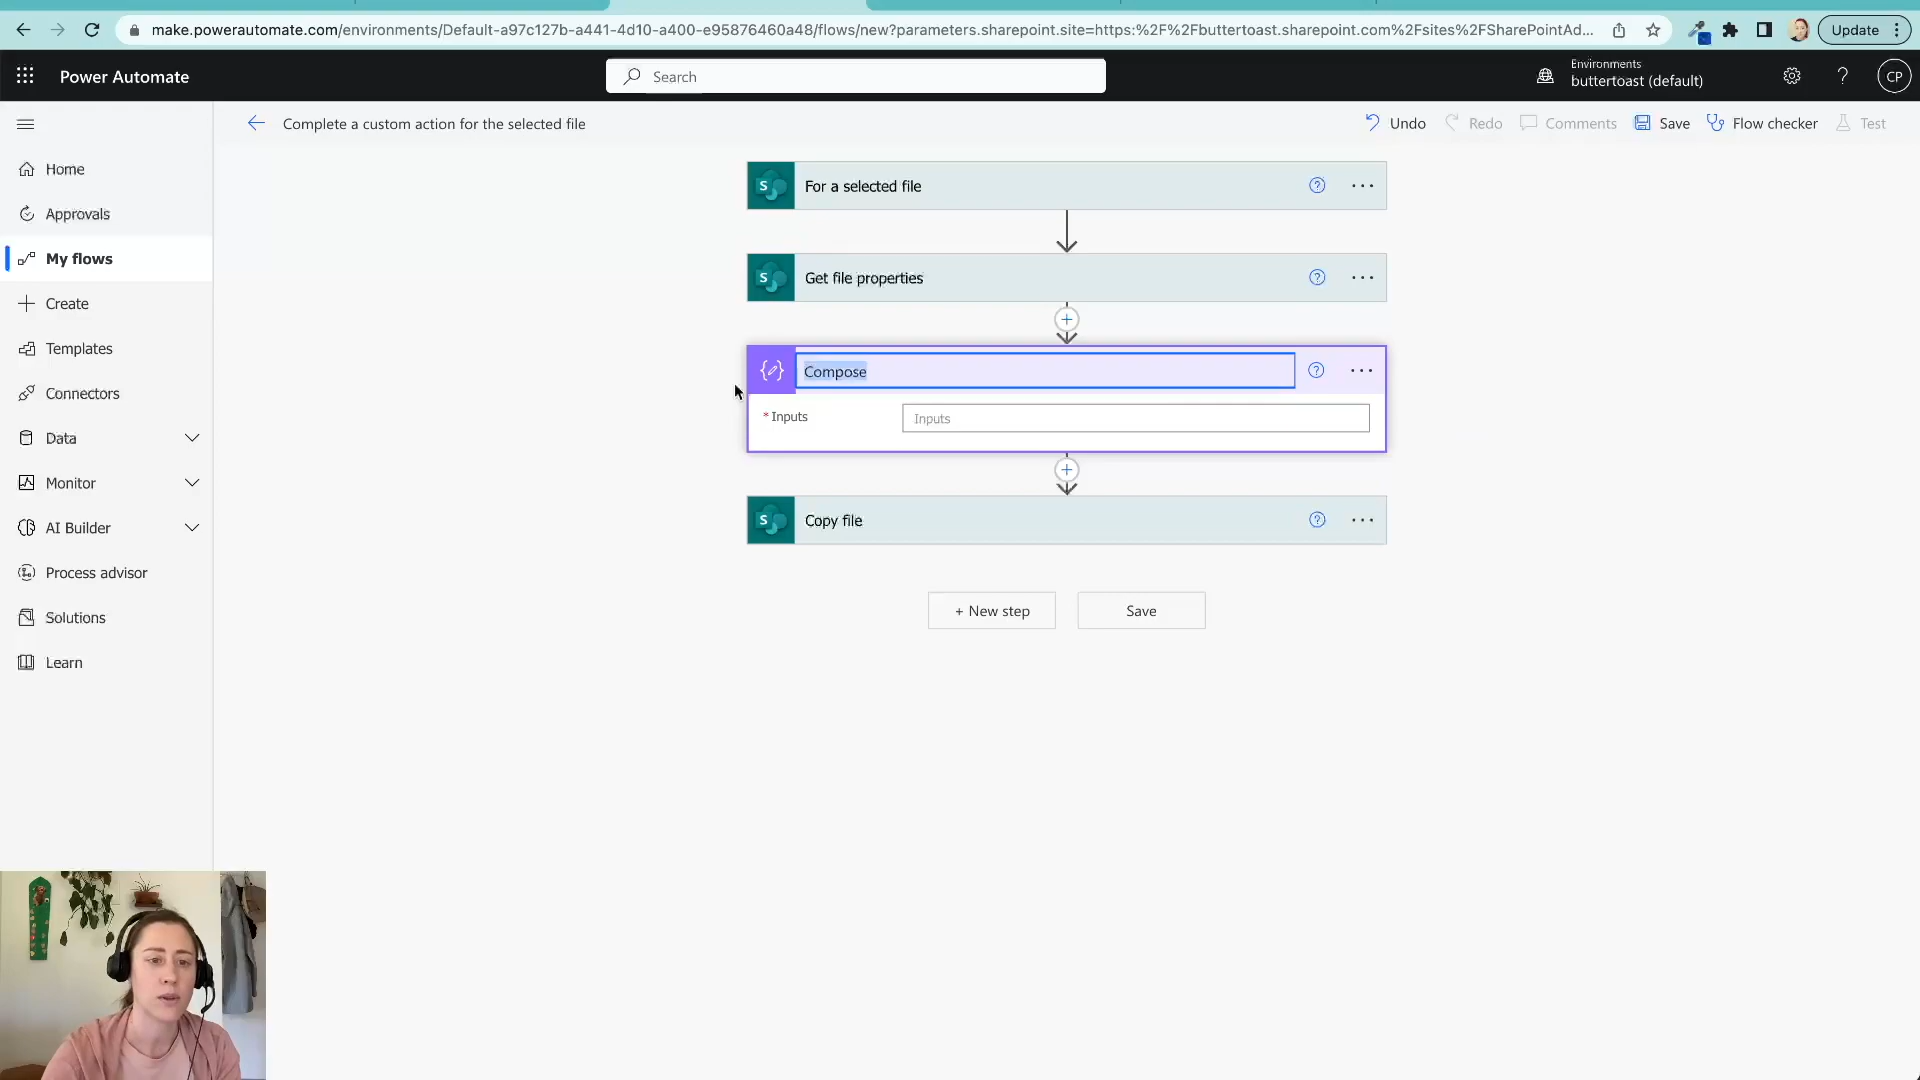 make.powerautomate.com/environments/Default-a97c127b-a441-4d10-a400-e95876460a48/flows/new?parameters.sharepoint.site=https:%2F%2Fbuttertoast.sharepoint.com%2Fsites%2FSharePointAd...
Update
Power Automate
Search
Environments
buttertoast (default)
?
CP
Complete a custom action for the selected file
Undo
Redo
Comments
Save
Flow checker
Test
Home
Approvals
My flows
Create
Templates
Connectors
Data
Monitor
AI Builder
Process advisor
Solutions
Learn
S For a selected file ? ...
S Get file properties ? ...
Compose ? ...
* Inputs Inputs
S Copy file ? ...
+ New step
Save